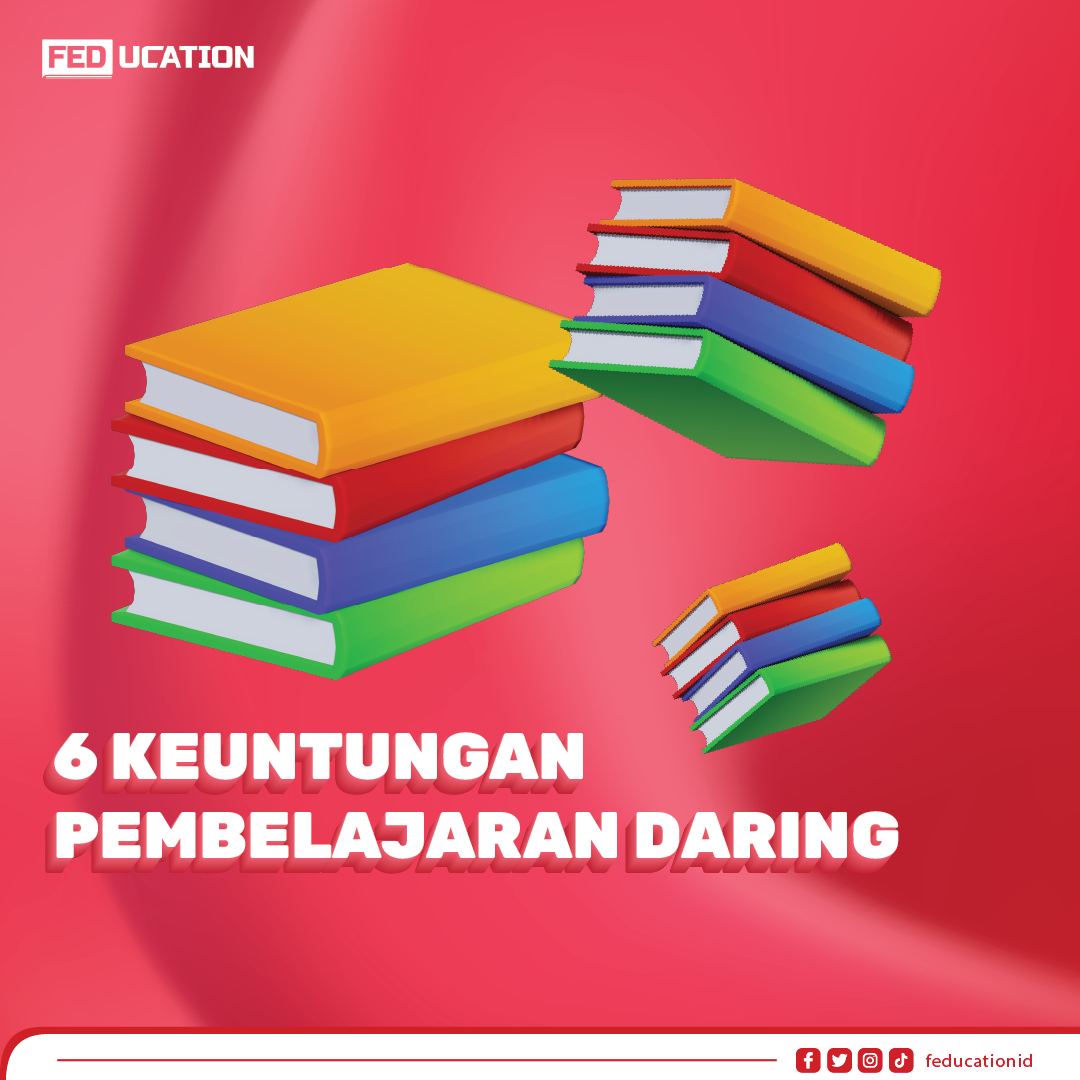 FEDUCATION
6 KEUNTUNGAN
PEMBELAJARAN DARING
feducationid